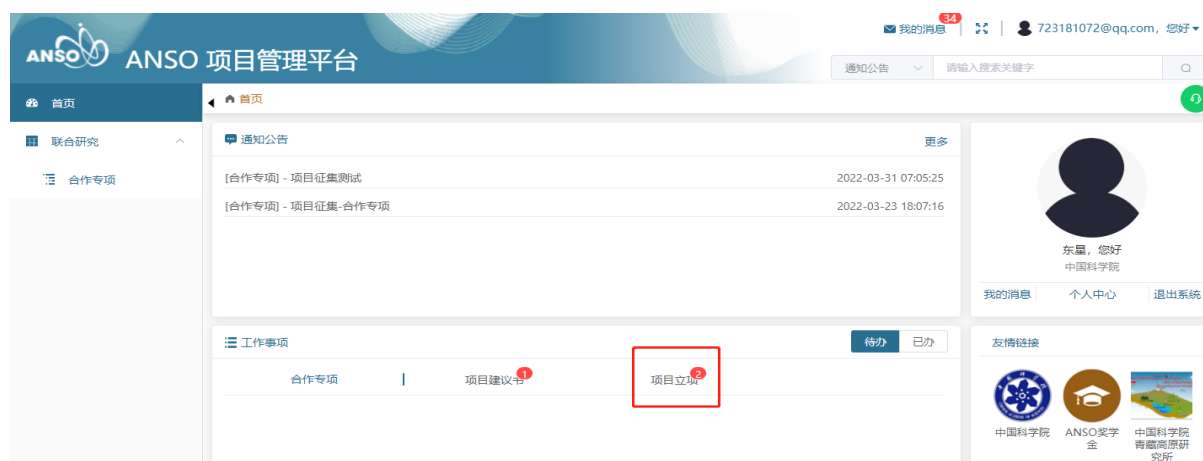 我的消息 34
723181072@qq.com，您好
ANSO ANSO 项目管理平台
通知公告 请输入搜索关键字
首页 首页
联合研究
合作专项
通知公告 更多
[合作专项] - 项目征集测试 2022-03-31 07:05:25
[合作专项] - 项目征集-合作专项 2022-03-23 18:07:16
东星，您好
中国科学院
我的消息 个人中心 退出系统
工作事项 待办 已办
合作专项 项目建议书 1 项目立项 2
友情链接
中国科学院 ANSO奖学金 中国科学院青藏高原研究所